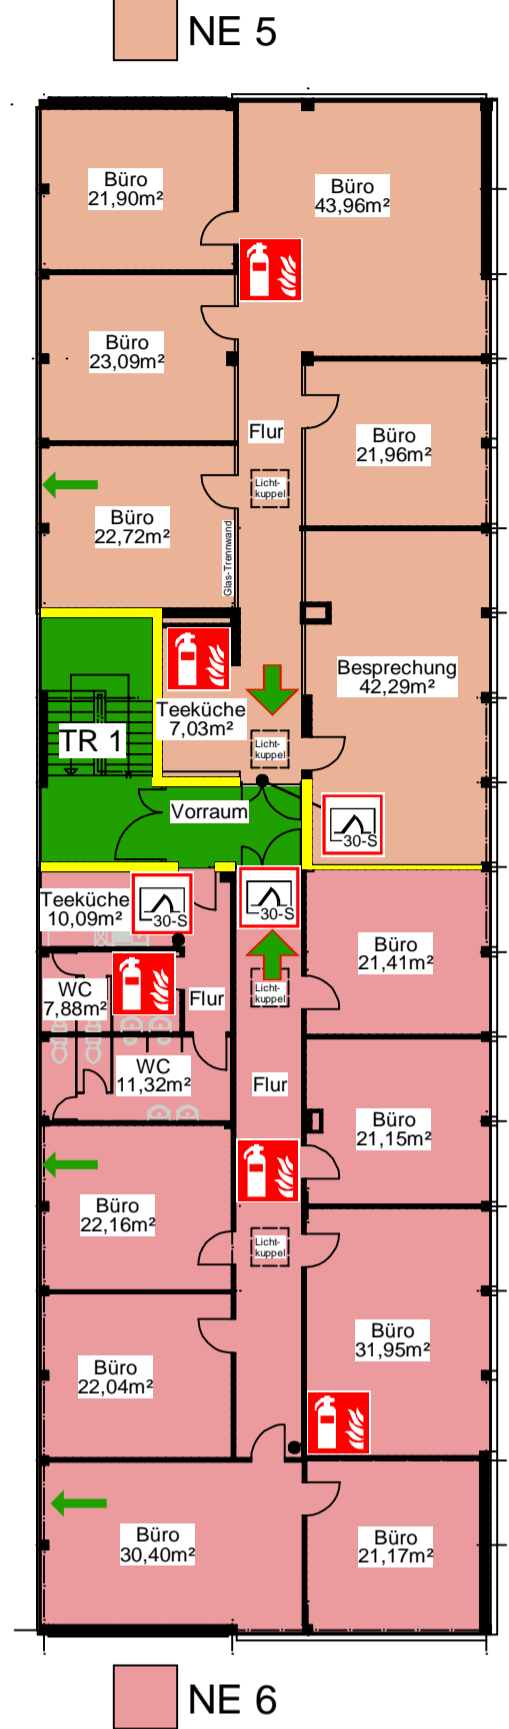 NE 5
Büro
21,90m²
Büro
43,96m²
Büro
23,09m²
Flur
Büro
21,96m²
Licht-
kuppel
Büro
22,72m²
Glas-Trennwand
Besprechung
42,29m²
Teeküche
7,03m²
TR 1
Licht-
kuppel
Vorraum
30-S
Teeküche
10,09m²
30-S
30-S
Büro
21,41m²
WC
7,88m²
Flur
Licht-
kuppel
WC
11,32m²
Flur
Büro
21,15m²
Büro
22,16m²
Licht-
kuppel
Büro
31,95m²
Büro
22,04m²
Büro
30,40m²
Büro
21,17m²
NE 6